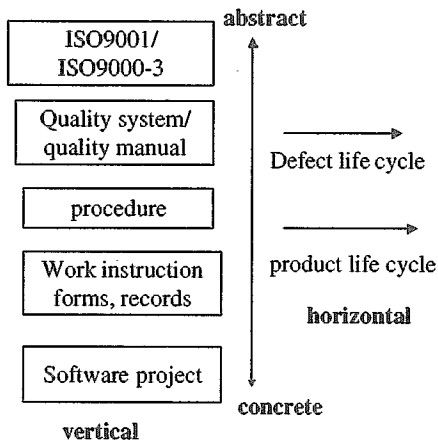 abstract
ISO9001/
ISO9000-3
Quality system/
quality manual
Defect life cycle
procedure
Work instruction
forms, records
product life cycle
horizontal
Software project
concrete
vertical